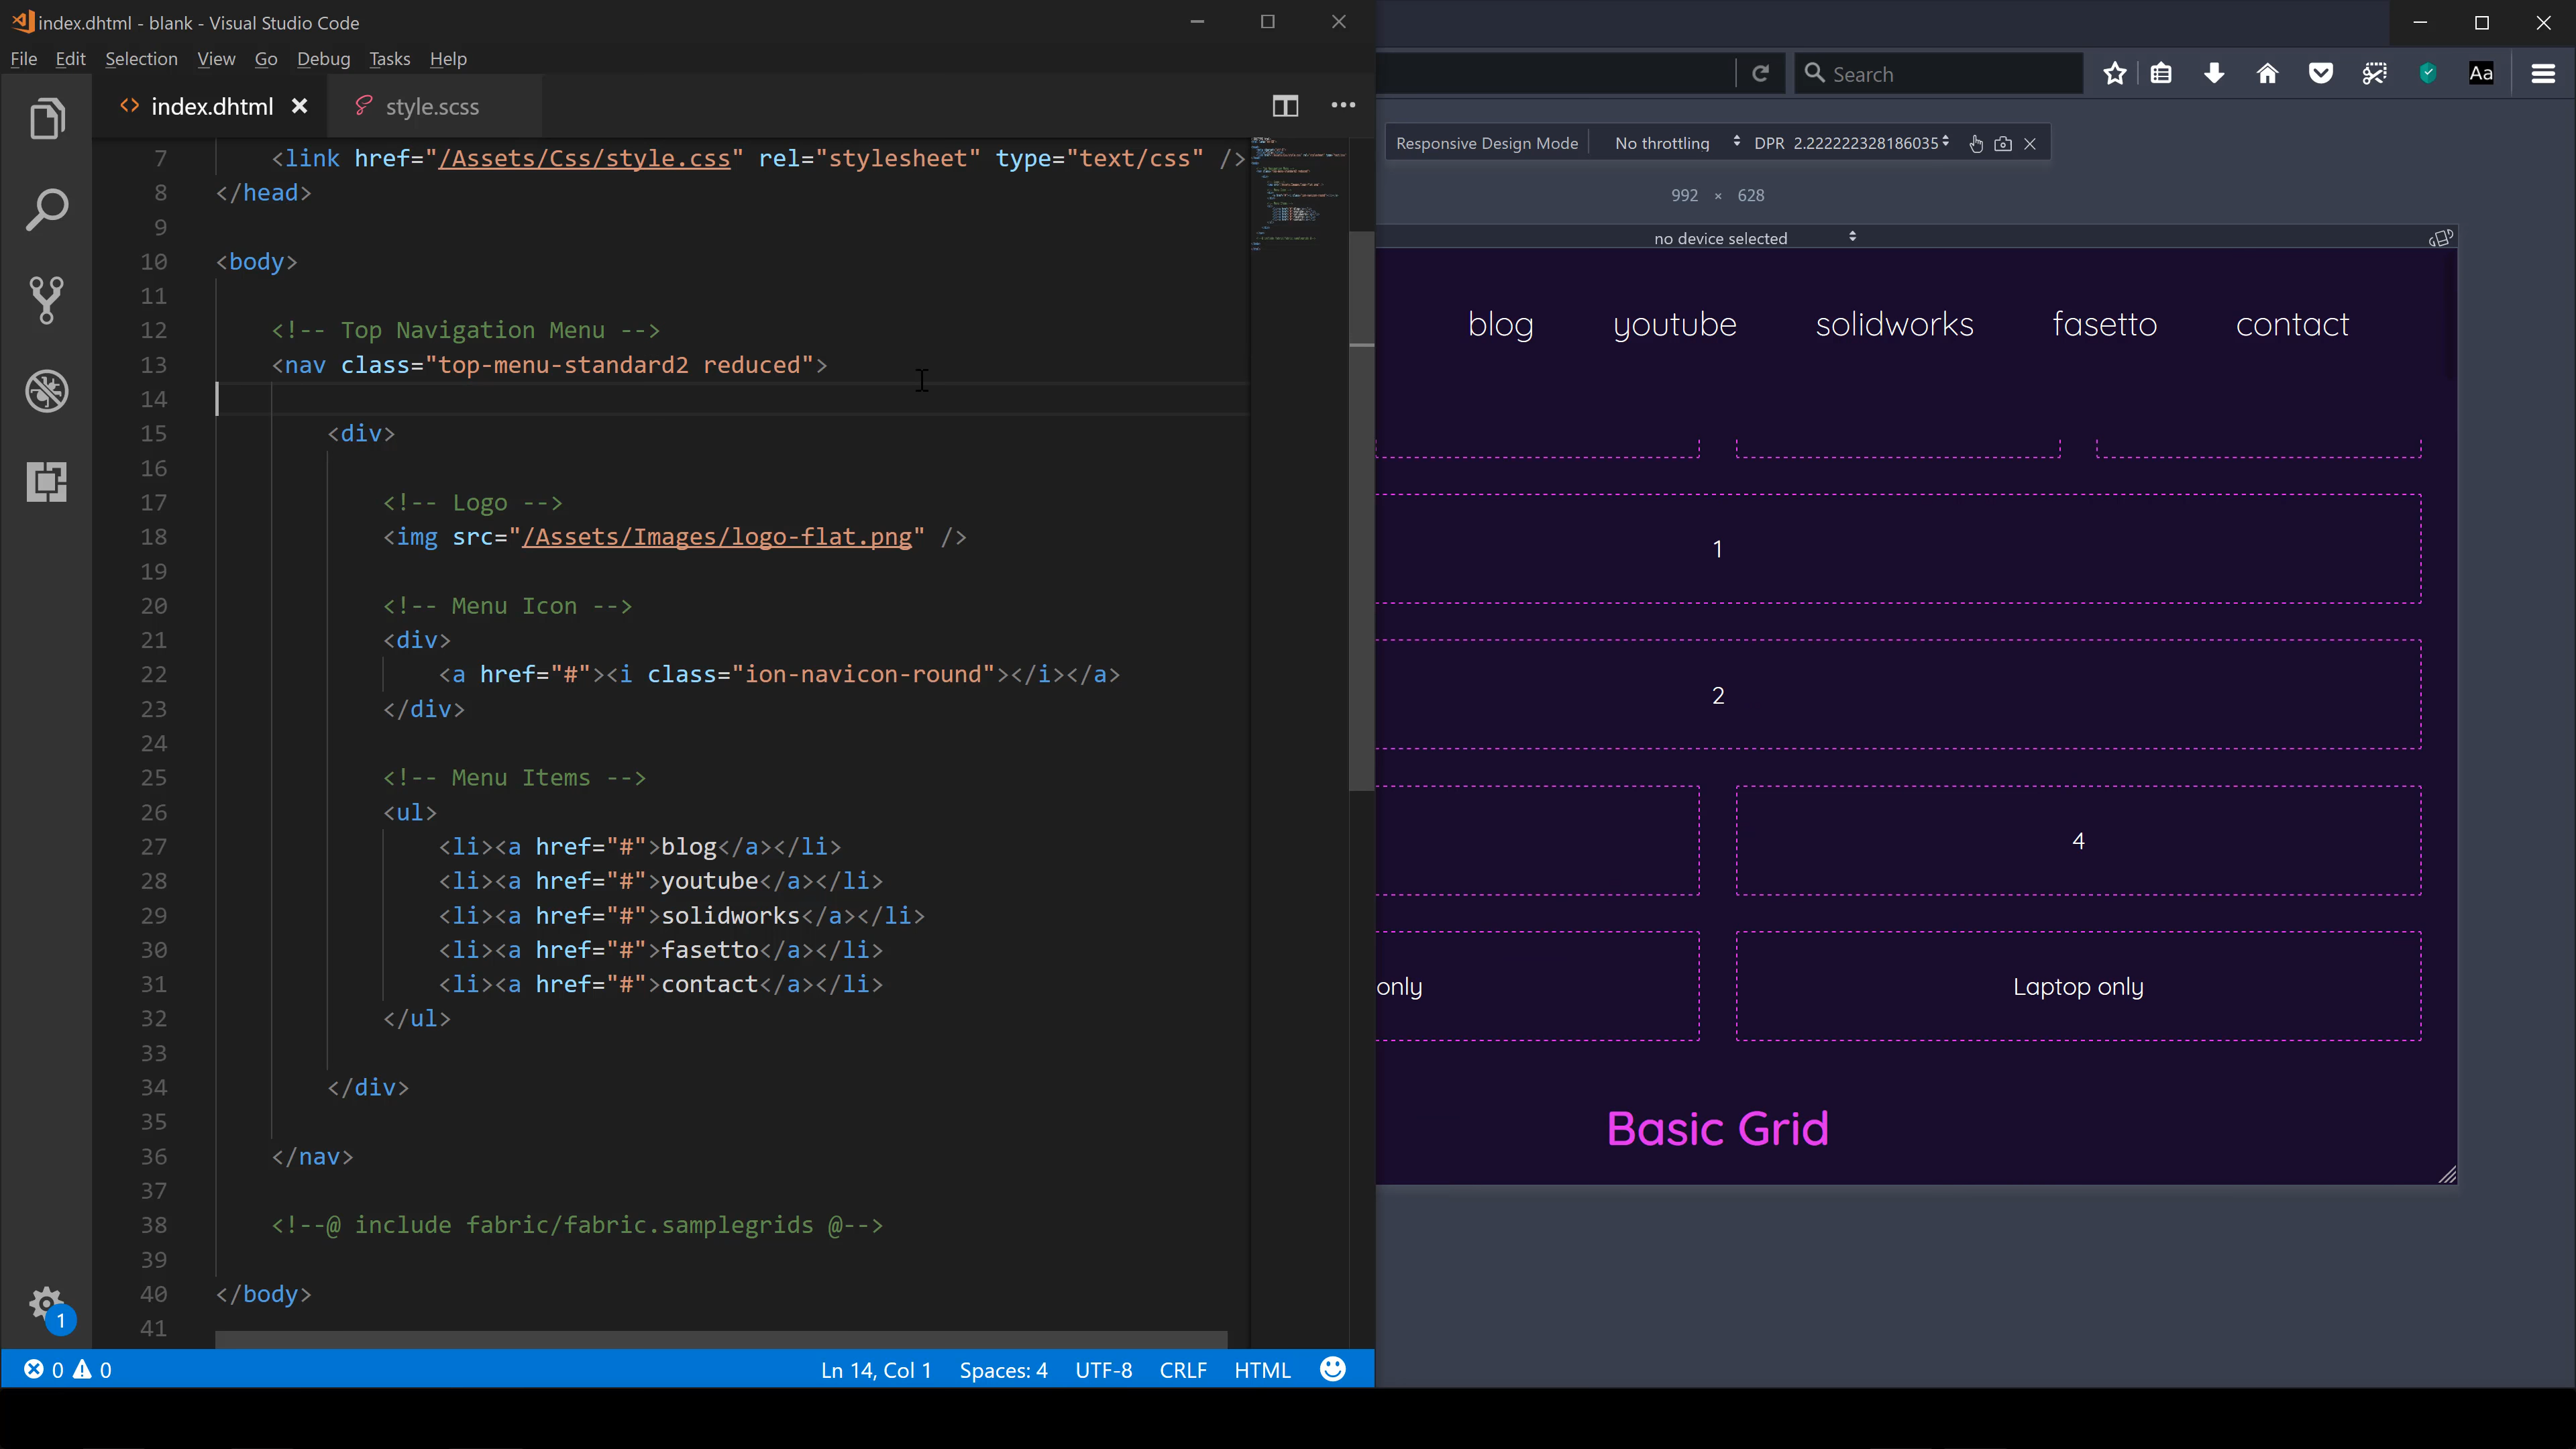 index.dhtml - blank - Visual Studio Code
File Edit Selection View Go Debug Tasks Help
index.dhtml style.scss
7 <link href="/Assets/Css/style.css" rel="stylesheet" type="text/css" />
8 </head>
9
10 <body>
11
12 <!-- Top Navigation Menu -->
13 <nav class="top-menu-standard2 reduced">
14
15 <div>
16
17 <!-- Logo -->
18 <img src="/Assets/Images/logo-flat.png" />
19
20 <!-- Menu Icon -->
21 <div>
22 <a href="#"><i class="ion-navicon-round"></i></a>
23 </div>
24
25 <!-- Menu Items -->
26 <ul>
27 <li><a href="#">blog</a></li>
28 <li><a href="#">youtube</a></li>
29 <li><a href="#">solidworks</a></li>
30 <li><a href="#">fasetto</a></li>
31 <li><a href="#">contact</a></li>
32 </ul>
33
34 </div>
35
36 </nav>
37
38 <!--@ include fabric/fabric.samplegrids @-->
39
40 </body>
41
1
0 0 Ln 14, Col 1 Spaces: 4 UTF-8 CRLF HTML
Search
Aa
Responsive Design Mode No throttling DPR 2.222222328186035
992 × 628
no device selected
blog youtube solidworks fasetto contact
1
2
4
only Laptop only
Basic Grid